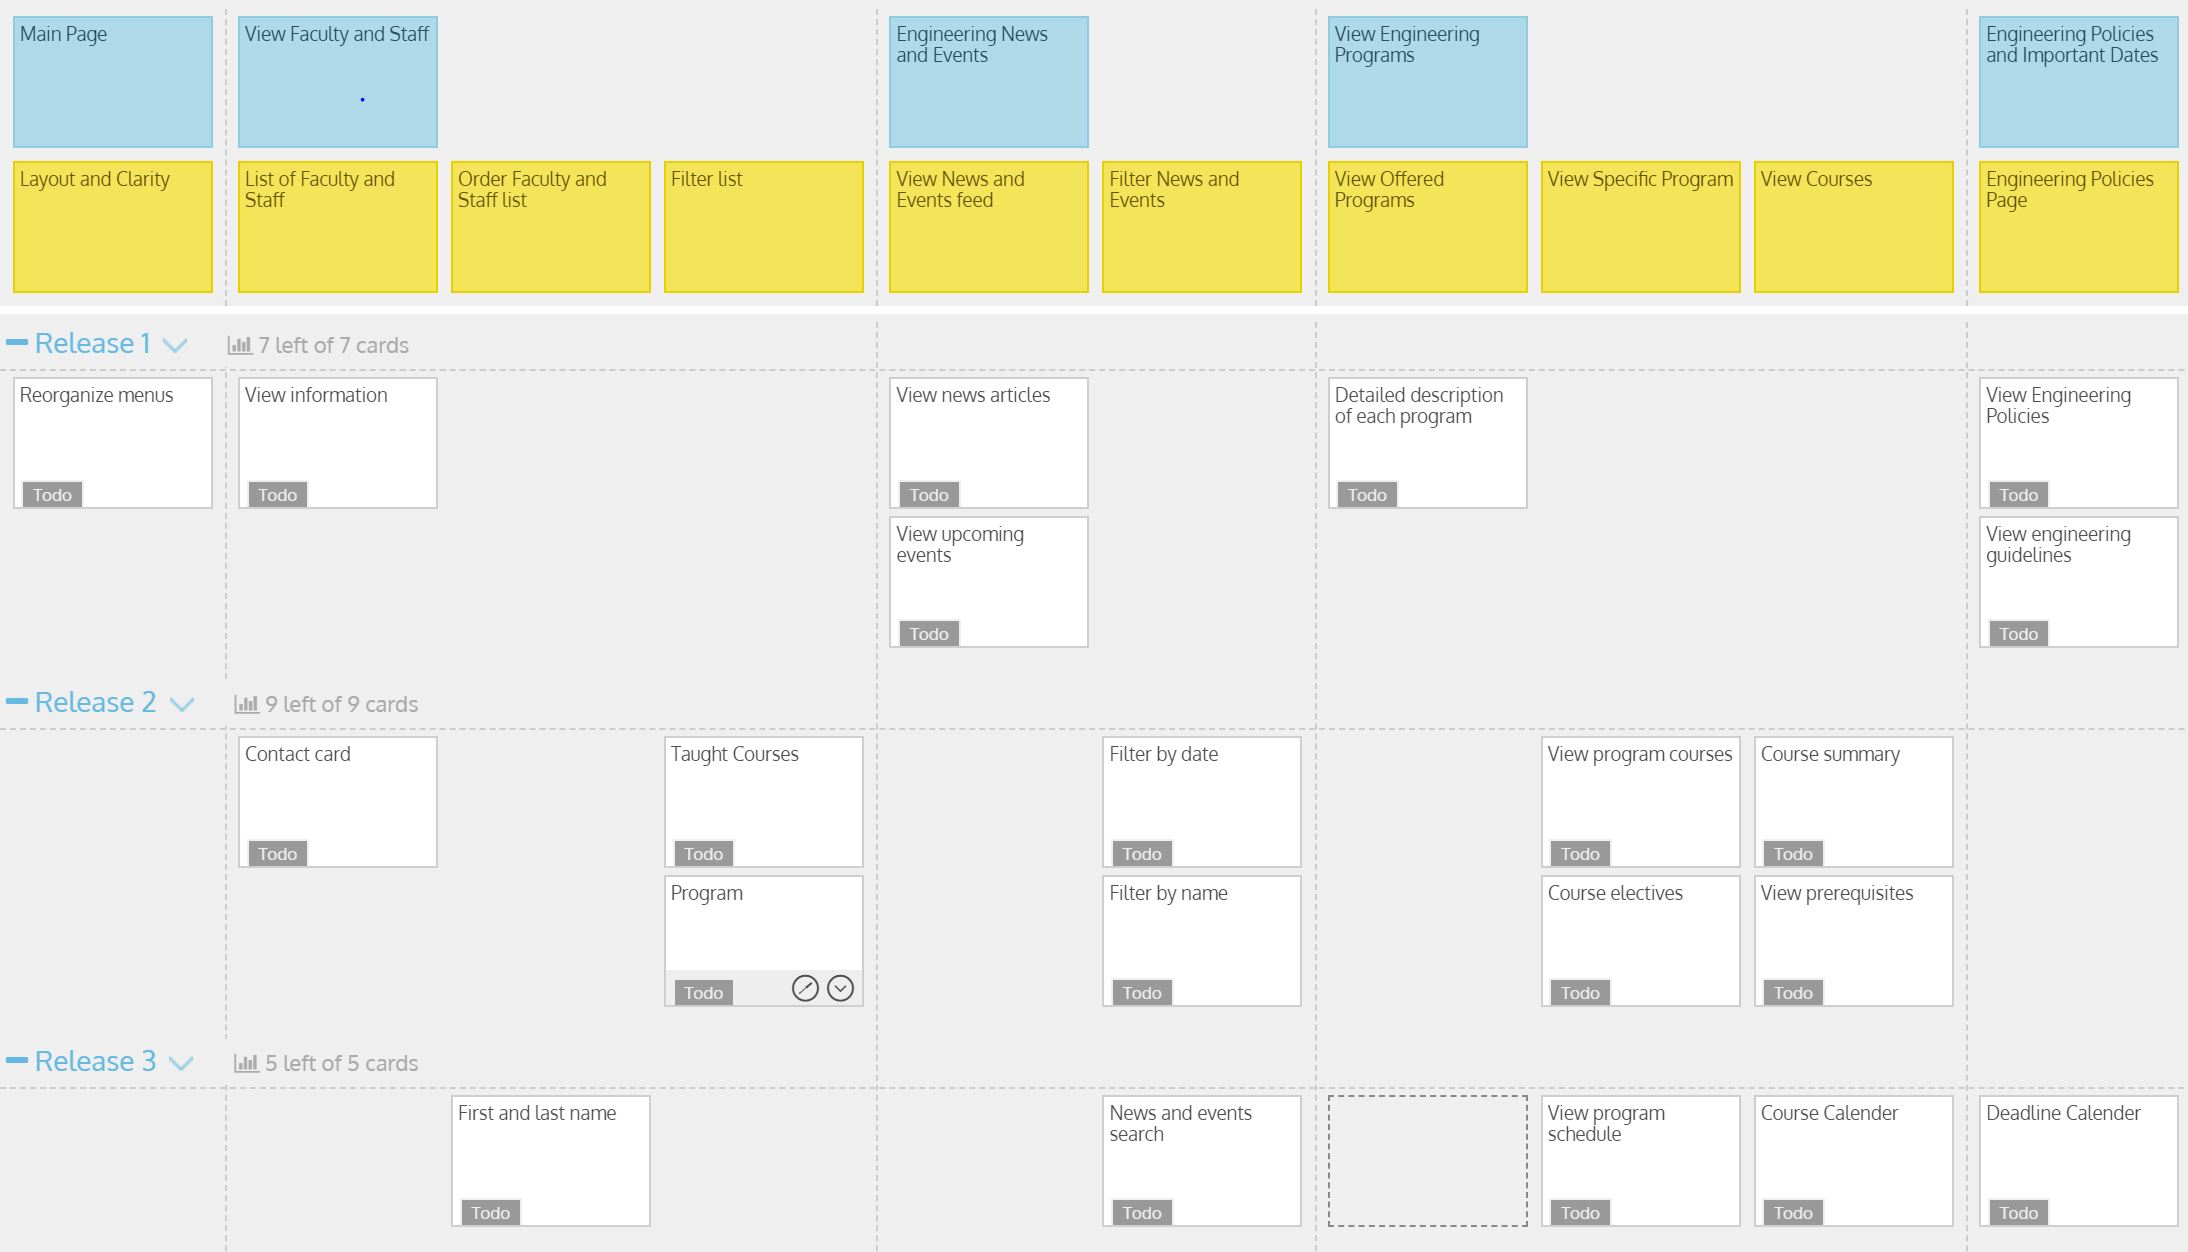 Main Page
View Faculty and Staff
Engineering News
and Events
View Engineering
Programs
Engineering Policies
and Important Dates
Layout and Clarity
List of Faculty and
Staff
Order Faculty and
Staff list
Filter list
View News and
Events feed
Filter News and
Events
View Offered
Programs
View Specific Program
View Courses
Engineering Policies
Page
Release 1
7 left of 7 cards
Reorganize menus
Todo
View information
Todo
View news articles
Todo
Detailed description
of each program
Todo
View Engineering
Policies
Todo
View upcoming
events
Todo
View engineering
guidelines
Todo
Release 2
9 left of 9 cards
Contact card
Todo
Taught Courses
Todo
Filter by date
Todo
View program courses
Todo
Course summary
Todo
Program
Todo
Filter by name
Todo
Course electives
Todo
View prerequisites
Todo
Release 3
5 left of 5 cards
First and last name
Todo
News and events
search
Todo
View program
schedule
Todo
Course Calender
Todo
Deadline Calender
Todo